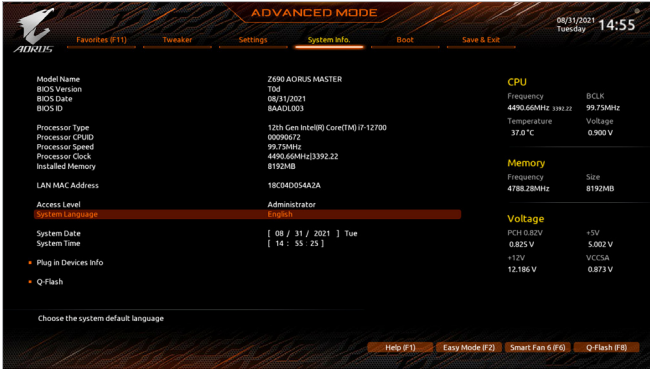 ADVANCED MODE
08/31/2021 Tuesday 14:55
AORUS
Favorites (F11) Tweaker Settings System Info. Boot Save & Exit
Model Name Z690 AORUS MASTER
BIOS Version T0d
BIOS Date 08/31/2021
BIOS ID 8AADL003
Processor Type 12th Gen Intel(R) Core(TM) i7-12700
Processor CPUID 00090672
Processor Speed 99.75MHz
Processor Clock 4490.66MHz|3392.22
Installed Memory 8192MB
LAN MAC Address 18C04D054A2A
Access Level Administrator
System Language English
System Date [ 08 / 31 / 2021 ] Tue
System Time [ 14 : 55 : 25 ]
Plug in Devices Info
Q-Flash
CPU
Frequency BCLK
4490.66MHz 3392.22 99.75MHz
Temperature Voltage
37.0 °C 0.900 V
Memory
Frequency Size
4788.28MHz 8192MB
Voltage
PCH 0.82V +5V
0.825 V 5.002 V
+12V VCCSA
12.186 V 0.873 V
Choose the system default language
Help (F1) Easy Mode (F2) Smart Fan 6 (F6) Q-Flash (F8)